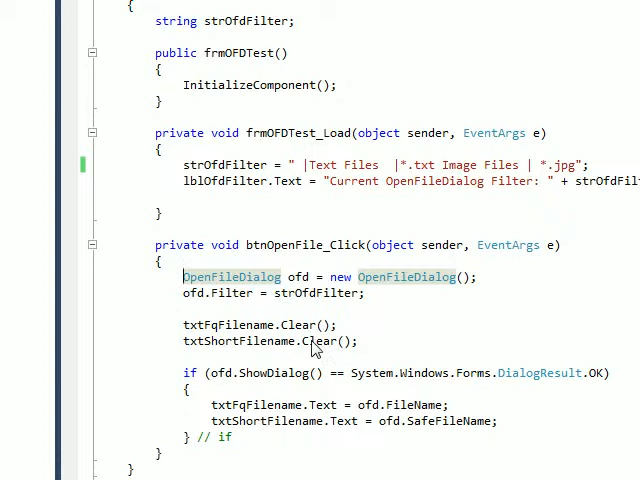 {
string strOfdFilter;
public frmOFDTest()
{
InitializeComponent();
}
private void frmOFDTest_Load(object sender, EventArgs e)
{
strOfdFilter = " |Text Files  |*.txt Image Files | *.jpg";
lblOfdFilter.Text = "Current OpenFileDialog Filter: " + strOfdFilt
}
private void btnOpenFile_Click(object sender, EventArgs e)
{
OpenFileDialog ofd = new OpenFileDialog();
ofd.Filter = strOfdFilter;
txtFqFilename.Clear();
txtShortFilename.Clear();
if (ofd.ShowDialog() == System.Windows.Forms.DialogResult.OK)
{
txtFqFilename.Text = ofd.FileName;
txtShortFilename.Text = ofd.SafeFileName;
} // if
}
}